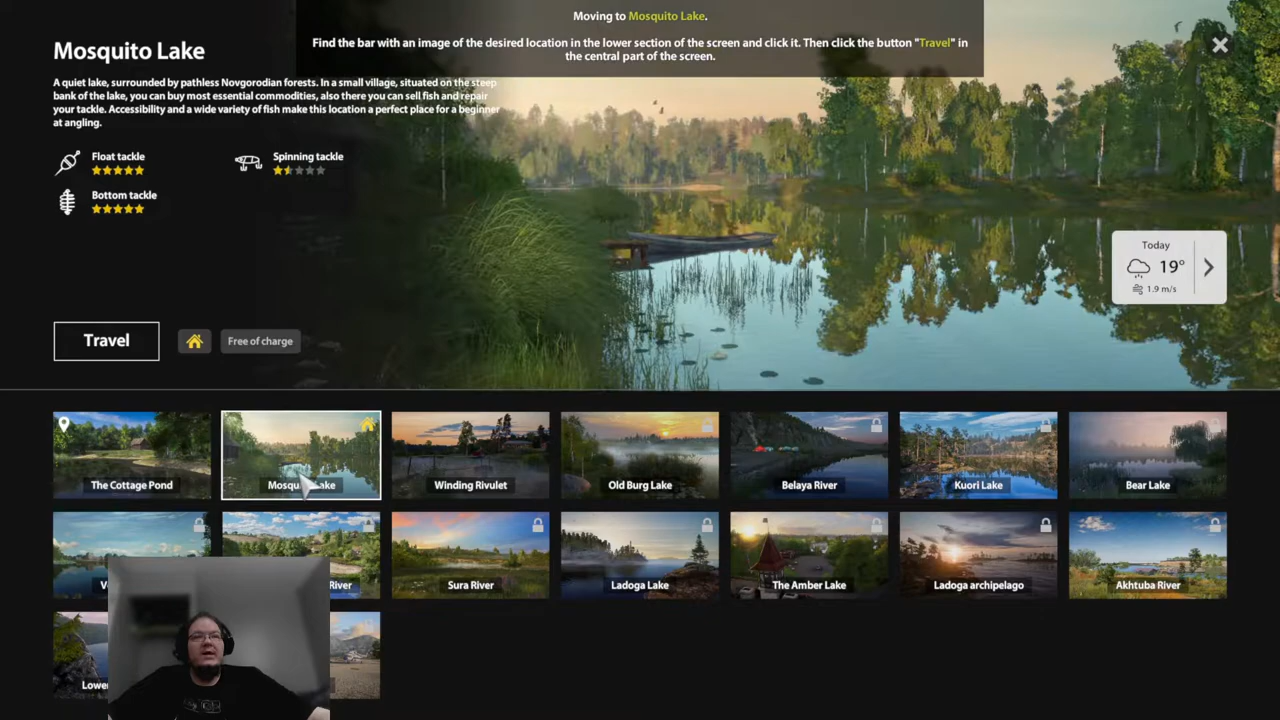 Moving to Mosquito Lake.
Find the bar with an image of the desired location in the lower section of the screen and click it. Then click the button "Travel" in
the central part of the screen.
Mosquito Lake
A quiet lake, surrounded by pathless Novgorodian forests. In a small village, situated on the steep
bank of the lake, you can buy most essential commodities, also there you can sell fish and repair
your tackle. Accessibility and a wide variety of fish make this location a perfect place for a beginner
at angling.
Float tackle
Spinning tackle
Bottom tackle
Today
19°
1.9 m/s
Travel
Free of charge
The Cottage Pond
Mosquito Lake
Winding Rivulet
Old Burg Lake
Belaya River
Kuori Lake
Bear Lake
River
Sura River
Ladoga Lake
The Amber Lake
Ladoga archipelago
Akhtuba River
Lower